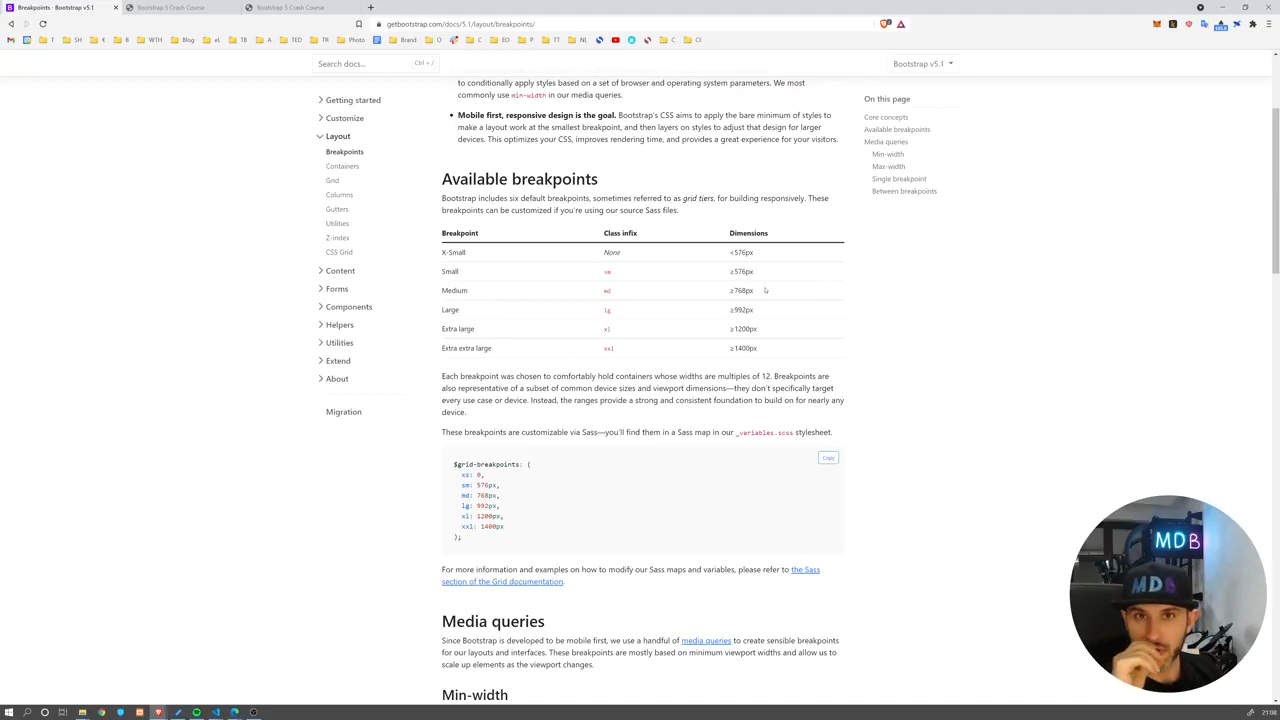 Breakpoints · Bootstrap v5.1
Bootstrap 5 Crash Course
Bootstrap 5 Crash Course
getbootstrap.com/docs/5.1/layout/breakpoints/
T
SH
€
B
WTH
Blog
eL
TB
A
TED
TR
Photo
Brand
O
C
EO
P
TT
NL
C
CI
Search docs...
Ctrl + /
Bootstrap v5.1
Getting started
Customize
Layout
Breakpoints
Containers
Grid
Columns
Gutters
Utilities
Z-index
CSS Grid
Content
Forms
Components
Helpers
Utilities
Extend
About
Migration
to conditionally apply styles based on a set of browser and operating system parameters. We most
commonly use min-width in our media queries.
Mobile first, responsive design is the goal. Bootstrap's CSS aims to apply the bare minimum of styles to
make a layout work at the smallest breakpoint, and then layers on styles to adjust that design for larger
devices. This optimizes your CSS, improves rendering time, and provides a great experience for your visitors.
Available breakpoints
Bootstrap includes six default breakpoints, sometimes referred to as grid tiers, for building responsively. These
breakpoints can be customized if you're using our source Sass files.
Breakpoint Class infix Dimensions
X-Small None <576px
Small sm ≥576px
Medium md ≥768px
Large lg ≥992px
Extra large xl ≥1200px
Extra extra large xxl ≥1400px
Each breakpoint was chosen to comfortably hold containers whose widths are multiples of 12. Breakpoints are
also representative of a subset of common device sizes and viewport dimensions—they don't specifically target
every use case or device. Instead, the ranges provide a strong and consistent foundation to build on for nearly any
device.
These breakpoints are customizable via Sass—you'll find them in a Sass map in our _variables.scss stylesheet.
Copy
$grid-breakpoints: (
xs: 0,
sm: 576px,
md: 768px,
lg: 992px,
xl: 1200px,
xxl: 1400px
);
For more information and examples on how to modify our Sass maps and variables, please refer to the Sass
section of the Grid documentation.
Media queries
Since Bootstrap is developed to be mobile first, we use a handful of media queries to create sensible breakpoints
for our layouts and interfaces. These breakpoints are mostly based on minimum viewport widths and allow us to
scale up elements as the viewport changes.
Min-width
On this page
Core concepts
Available breakpoints
Media queries
Min-width
Max-width
Single breakpoint
Between breakpoints
MDB
MDB
21:08